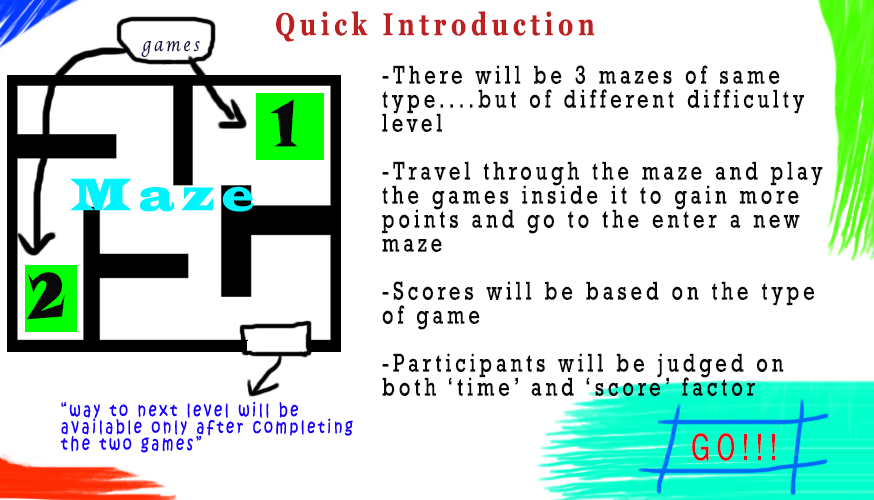 Quick Introduction
games
1
Maze
2
"way to next level will be
available only after completing
the two games"
-There will be 3 mazes of same
type....but of different difficulty
level
-Travel through the maze and play
the games inside it to gain more
points and go to the enter a new
maze
-Scores will be based on the type
of game
-Participants will be judged on
both 'time' and 'score' factor
GO!!!